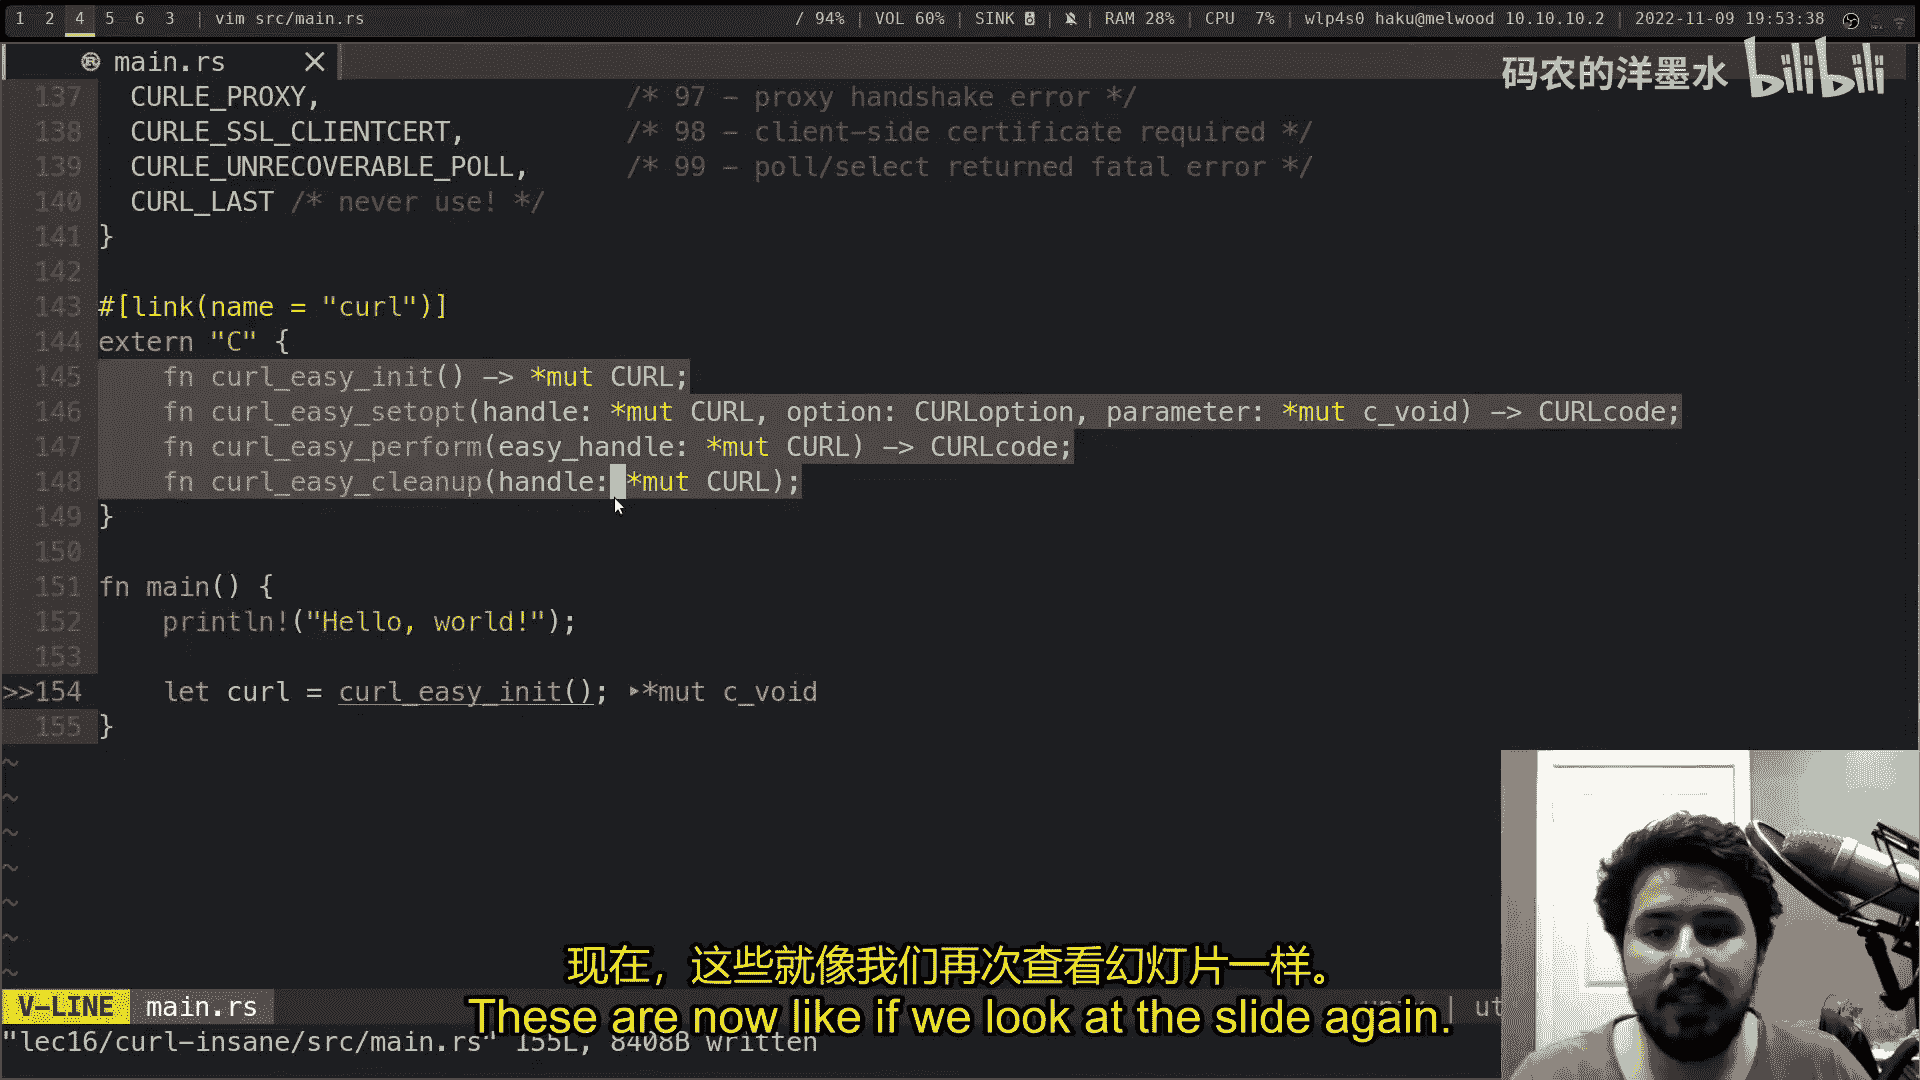 1 2 4 5 6 3 | vim src/main.rs
/ 94% | VOL 60% | SINK | | RAM 28% | CPU 7% | wlp4s0 haku@melwood 10.10.10.2 | 2022-11-09 19:53:38
main.rs
码农的洋墨水 bilibili
137 CURLE_PROXY, /* 97 – proxy handshake error */
138 CURLE_SSL_CLIENTCERT, /* 98 – client–side certificate required */
139 CURLE_UNRECOVERABLE_POLL, /* 99 – poll/select returned fatal error */
140 CURL_LAST /* never use! */
141 }
142
143 #[link(name = "curl")]
144 extern "C" {
145 fn curl_easy_init() –> *mut CURL;
146 fn curl_easy_setopt(handle: *mut CURL, option: CURLoption, parameter: *mut c_void) –> CURLcode;
147 fn curl_easy_perform(easy_handle: *mut CURL) –> CURLcode;
148 fn curl_easy_cleanup(handle: *mut CURL);
149 }
150
151 fn main() {
152 println!("Hello, world!");
153
>>154 let curl = curl_easy_init(); ▸*mut c_void
155 }
~
~
~
~
~
~
~
现在，这些就像我们再次查看幻灯片一样。
V–LINE main.rs | ut
These are now like if we look at the slide again.
"lec16/curl–insane/src/main.rs" 155L, 8408B written